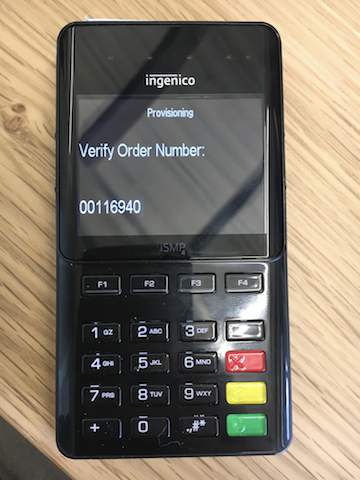 ingenico
Provisioning
Verify Order Number:
00116940
iSMP4
F1 F2 F3 F4
1 QZ 2 ABC 3 DEF
4 GHI 5 JKL 6 MNO
7 PRS 8 TUV 9 WXY
+ 0 .,#*